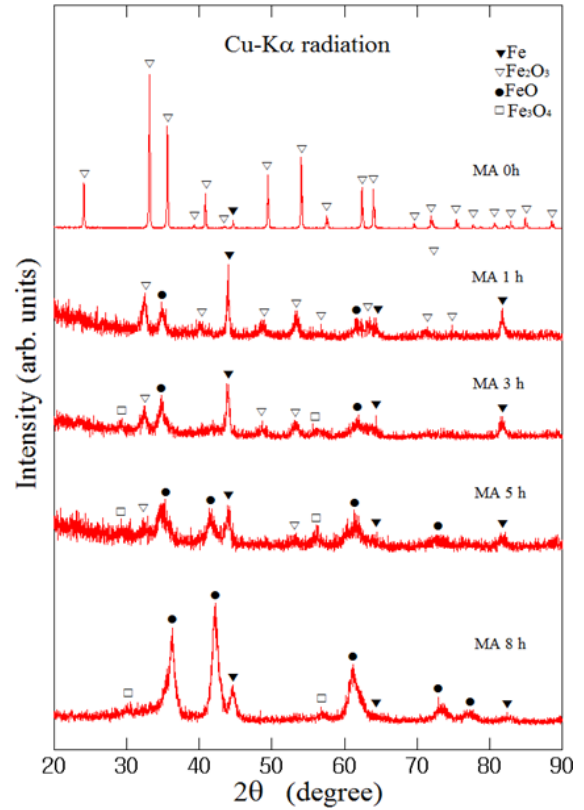 Cu-Kα radiation
▼Fe
▽Fe₂O₃
●FeO
□Fe₃O₄
MA 0h
MA 1 h
MA 3 h
MA 5 h
MA 8 h
Intensity (arb. units)
20 30 40 50 60 70 80 90
2θ (degree)